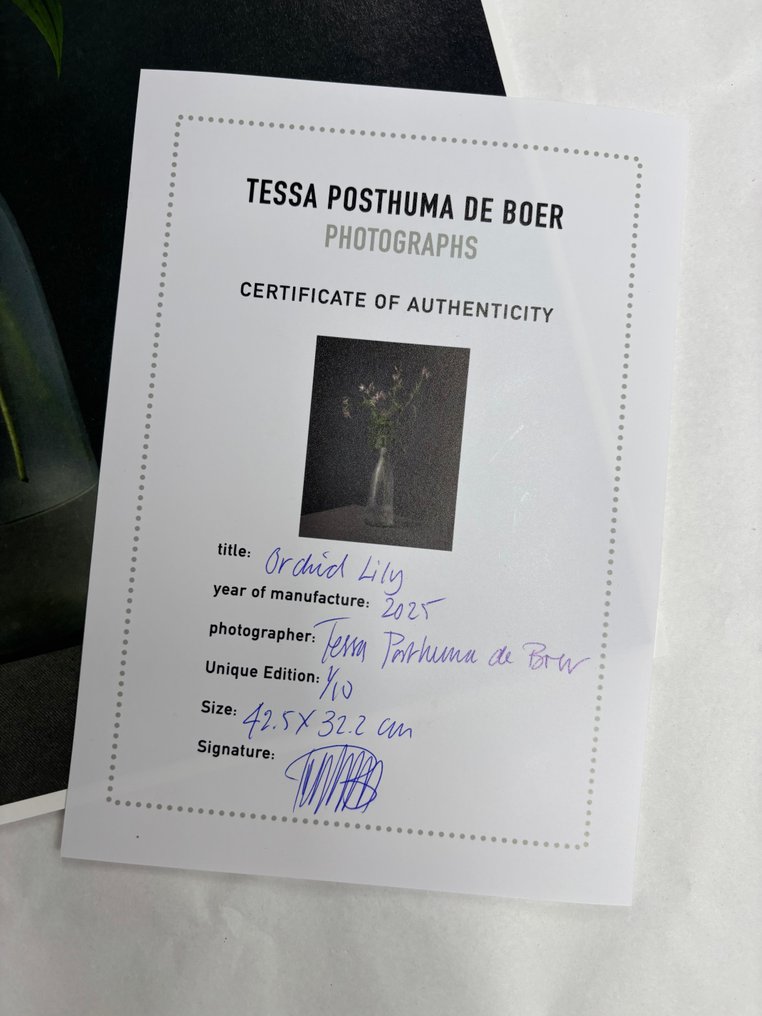 TESSA POSTHUMA DE BOER
PHOTOGRAPHS
CERTIFICATE OF AUTHENTICITY
title: Orchid Lily
year of manufacture: 2025
photographer: Tessa Posthuma de Boer
Unique Edition: 1/10
Size: 42.5 X 32.2 cm
Signature: